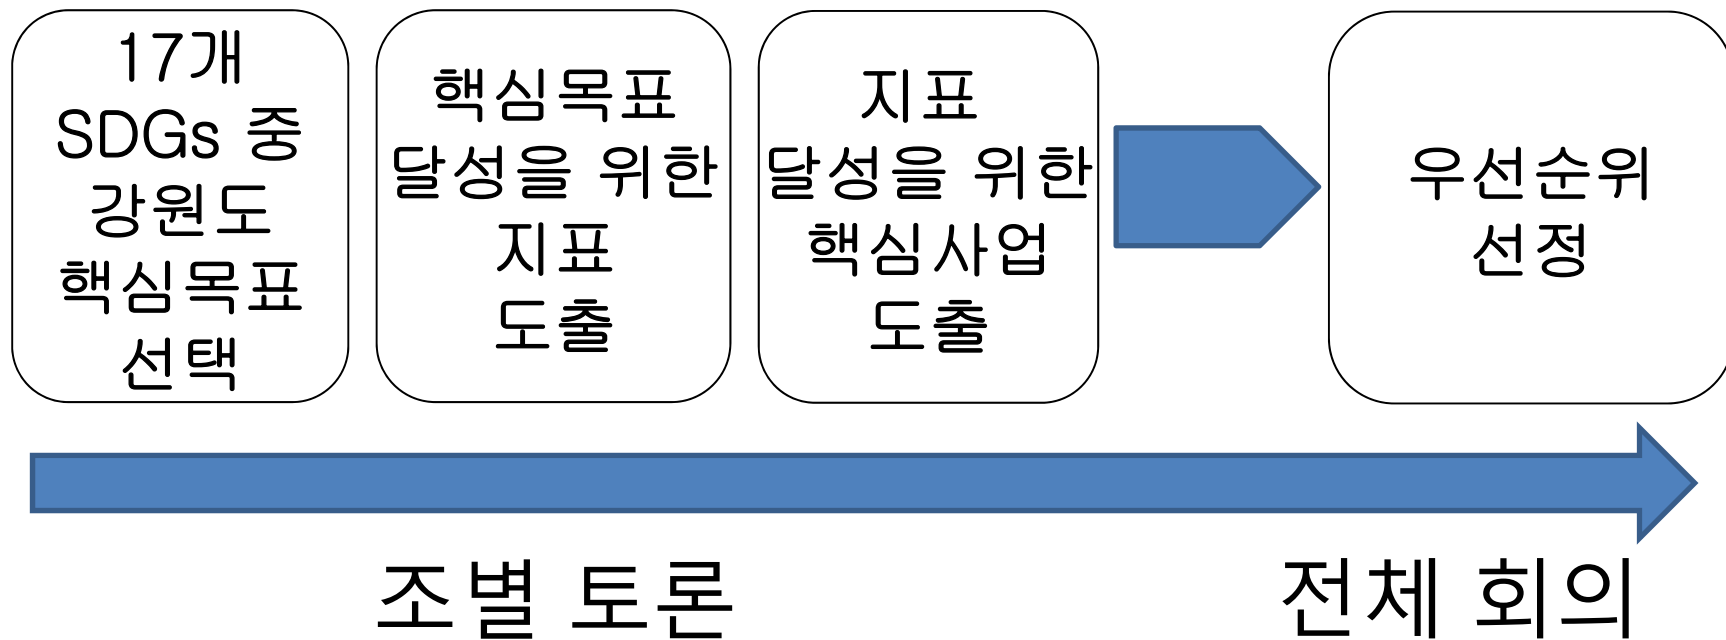 17개
SDGs 중
강원도
핵심목표
선택
핵심목표
달성을 위한
지표
도출
지표
달성을 위한
핵심사업
도출
우선순위
선정
조별 토론
전체 회의